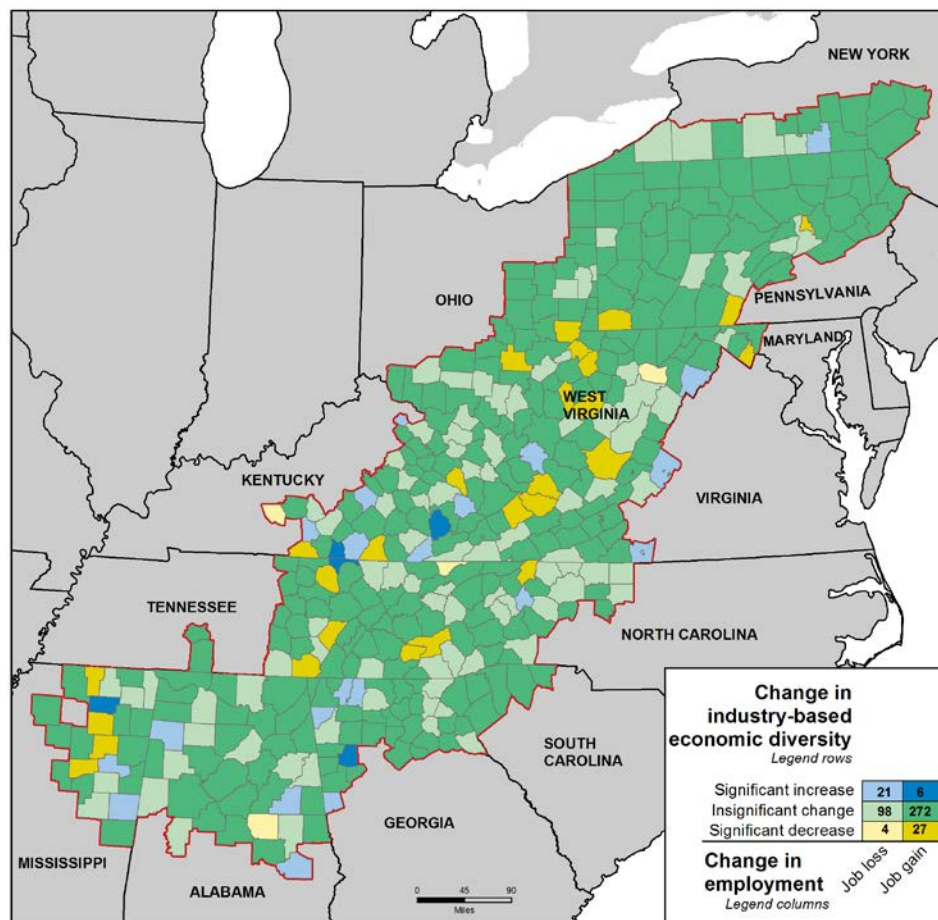 NEW YORK
OHIO
PENNSYLVANIA
MARYLAND
WEST
VIRGINIA
KENTUCKY
VIRGINIA
TENNESSEE
NORTH CAROLINA
SOUTH
CAROLINA
GEORGIA
MISSISSIPPI
ALABAMA
0 45 90
Miles
Change in
industry-based
economic diversity
Legend rows
Significant increase 21 6
Insignificant change 98 272
Significant decrease 4 27
Change in
employment
Legend columns
Job loss
Job gain